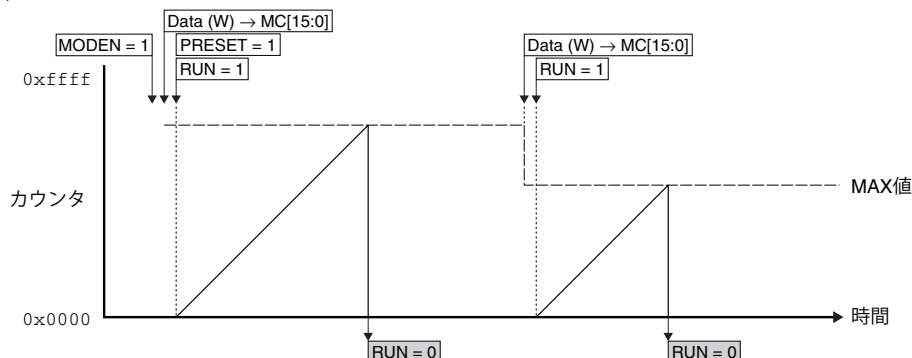 Data (W) → MC[15:0]
MODEN = 1
PRESET = 1
RUN = 1
Data (W) → MC[15:0]
RUN = 1
0xffff
カウンタ
MAX値
0x0000
時間
RUN = 0
RUN = 0